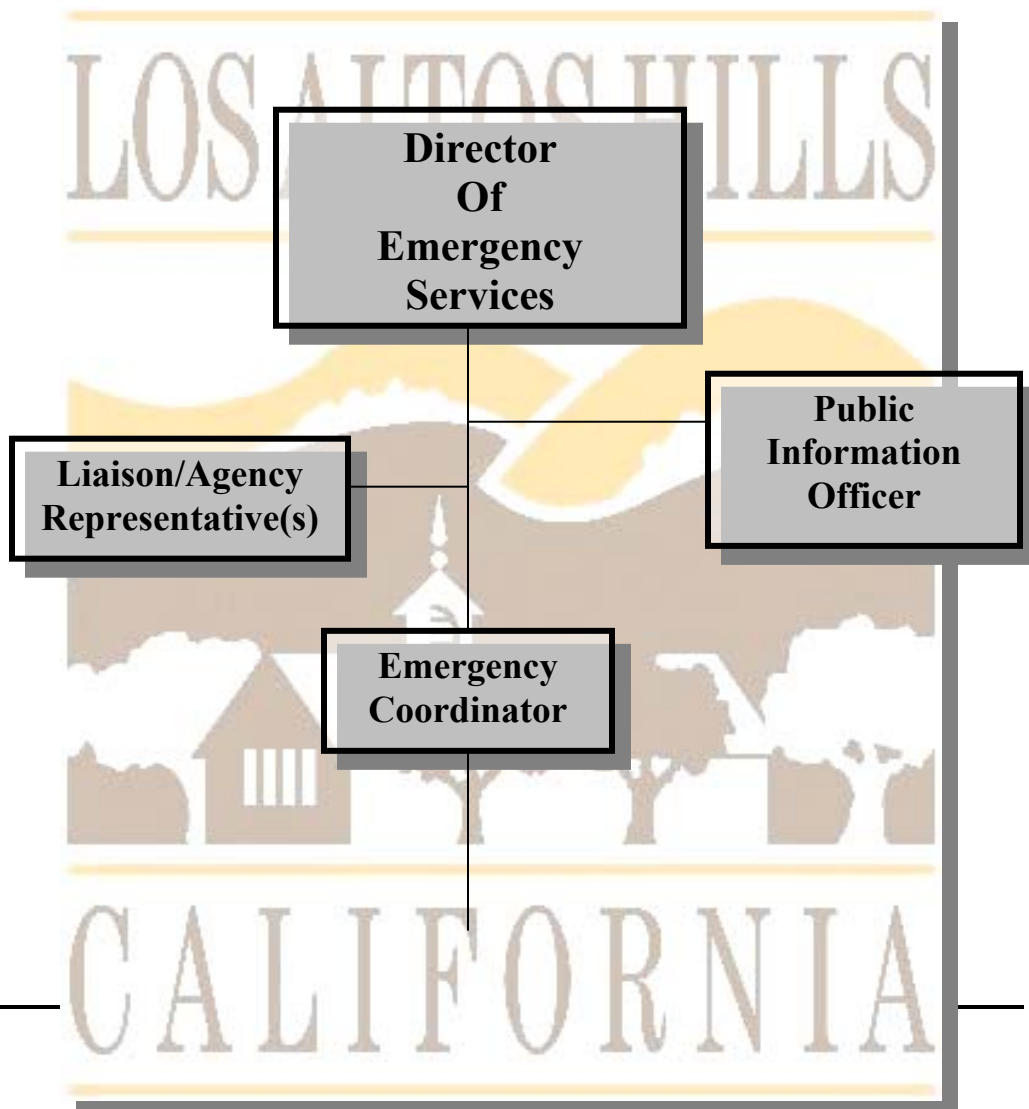 LOS ALTOS HILLS
Director
Of
Emergency
Services
Public
Information
Officer
Liaison/Agency
Representative(s)
Emergency
Coordinator
CALIFORNIA